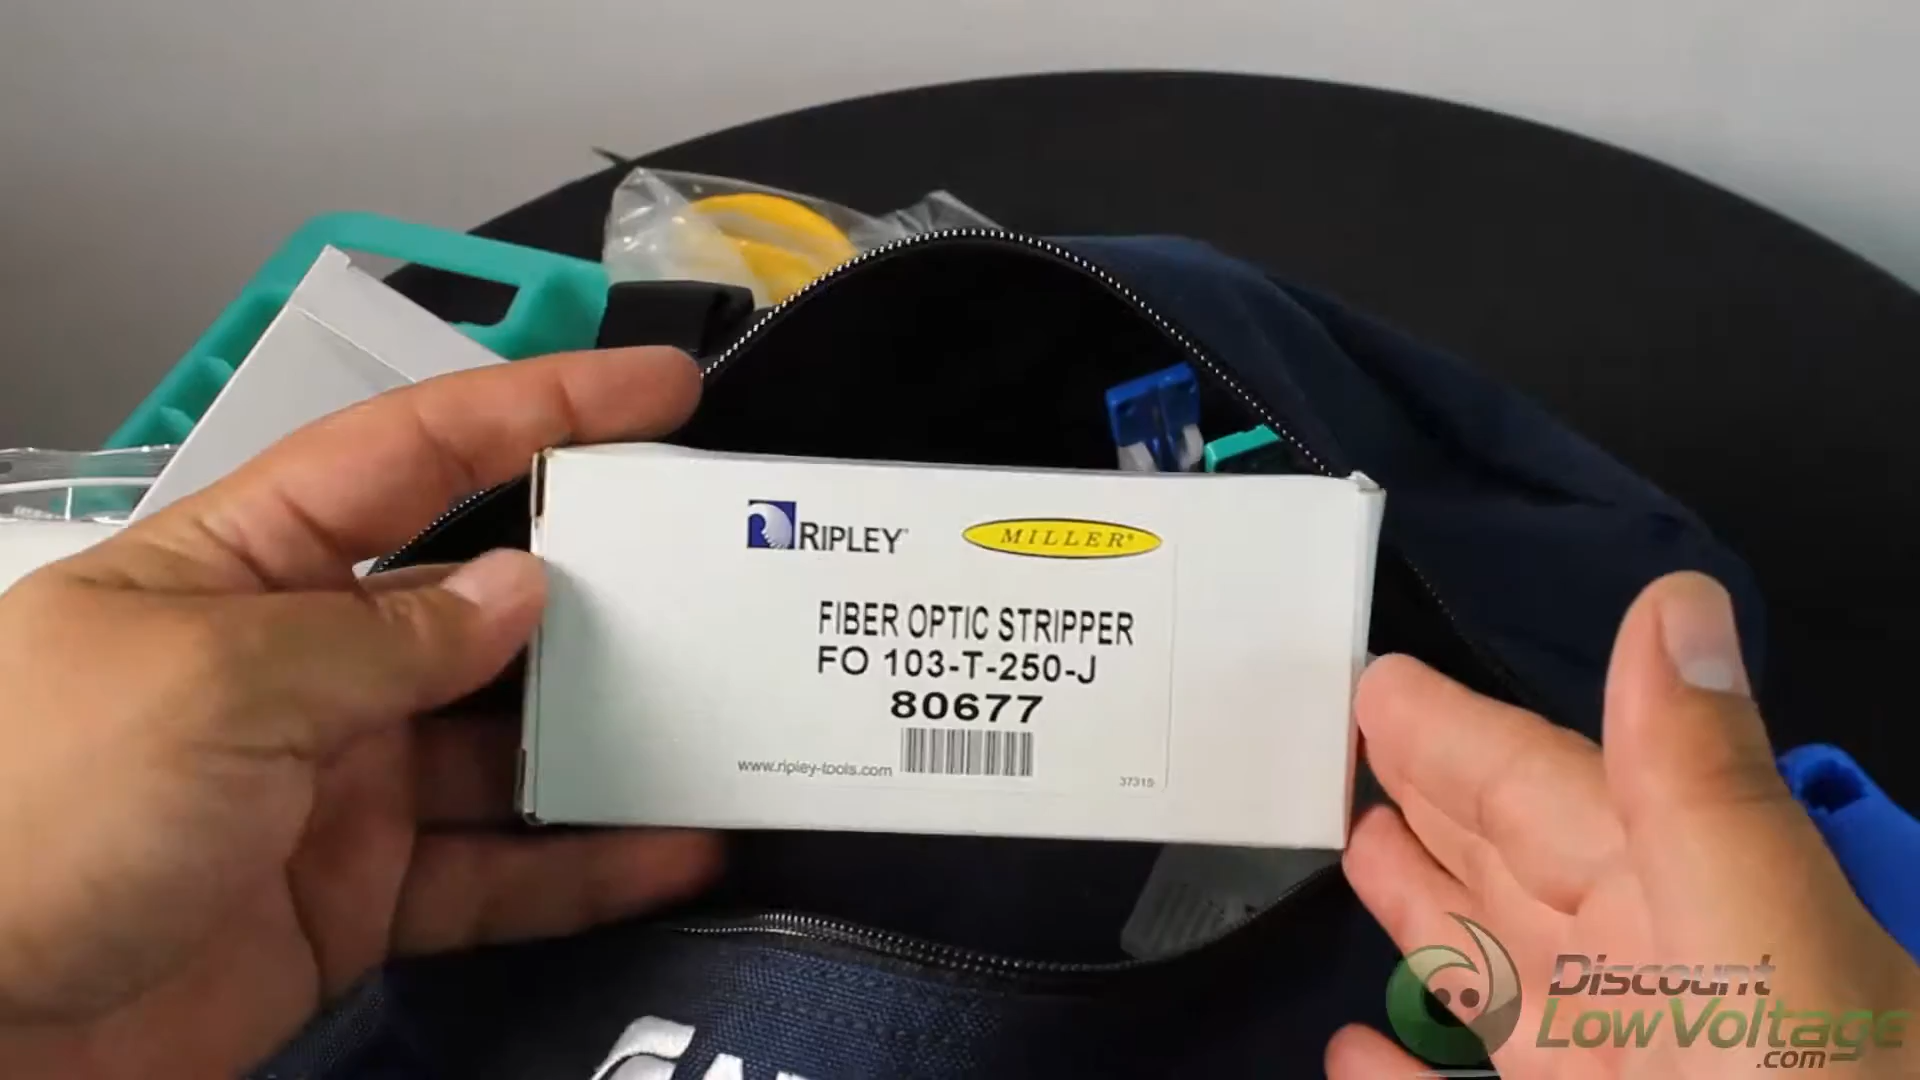 RIPLEY
MILLER®
FIBER OPTIC STRIPPER
FO 103-T-250-J
80677
www.ripley-tools.com
37315
Discount
LowVoltage
.com